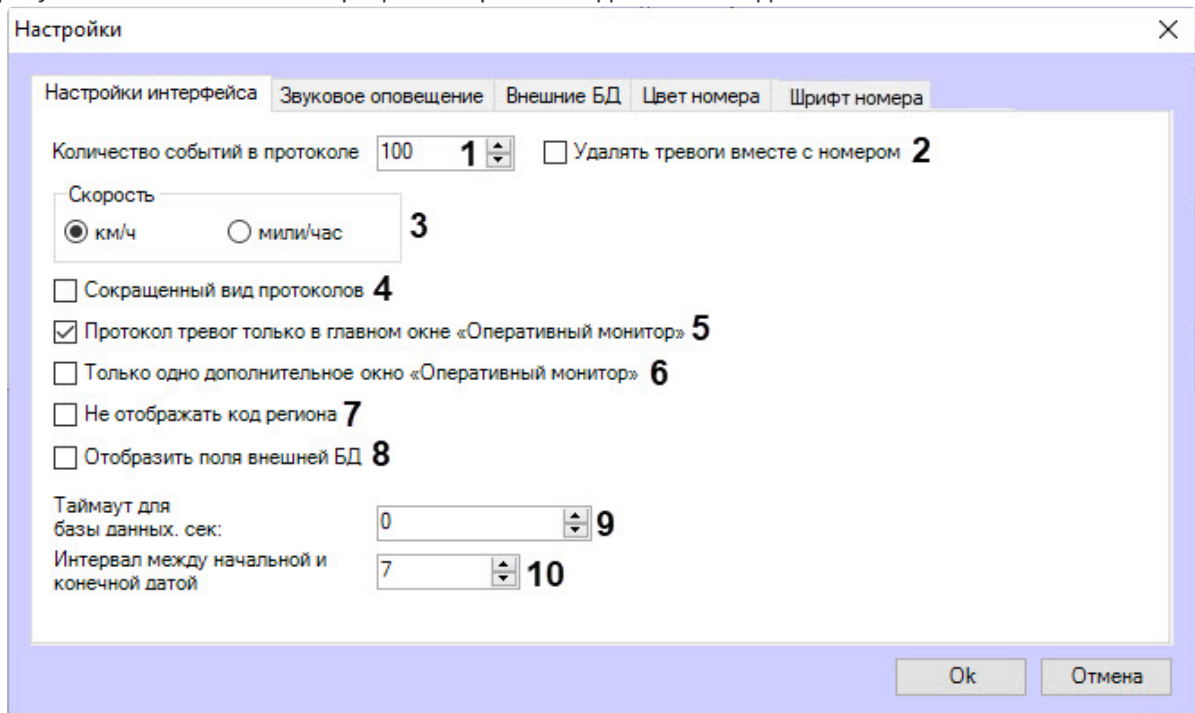 Настройки
Настройки интерфейса Звуковое оповещение Внешние БД Цвет номера Шрифт номера
Количество событий в протоколе 100 1 Удалять тревоги вместе с номером 2
Скорость
км/ч мили/час 3
Сокращенный вид протоколов 4
Протокол тревог только в главном окне «Оперативный монитор» 5
Только одно дополнительное окно «Оперативный монитор» 6
Не отображать код региона 7
Отобразить поля внешней БД 8
Таймаут для
базы данных. сек: 0 9
Интервал между начальной и
конечной датой 7 10
Ok Отмена